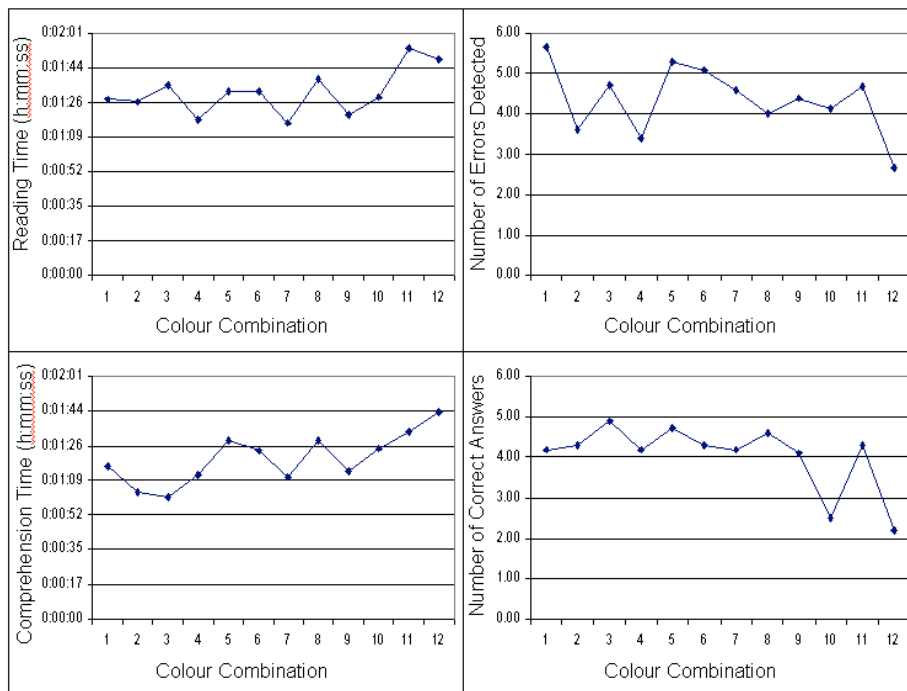 Reading Time (h:mm:ss)
0:02:01
0:01:44
0:01:26
0:01:09
0:00:52
0:00:35
0:00:17
0:00:00
1 2 3 4 5 6 7 8 9 10 11 12
Colour Combination
Number of Errors Detected
6.00
5.00
4.00
3.00
2.00
1.00
0.00
1 2 3 4 5 6 7 8 9 10 11 12
Colour Combination
Comprehension Time (h:mm:ss)
0:02:01
0:01:44
0:01:26
0:01:09
0:00:52
0:00:35
0:00:17
0:00:00
1 2 3 4 5 6 7 8 9 10 11 12
Colour Combination
Number of Correct Answers
6.00
5.00
4.00
3.00
2.00
1.00
0.00
1 2 3 4 5 6 7 8 9 10 11 12
Colour Combination